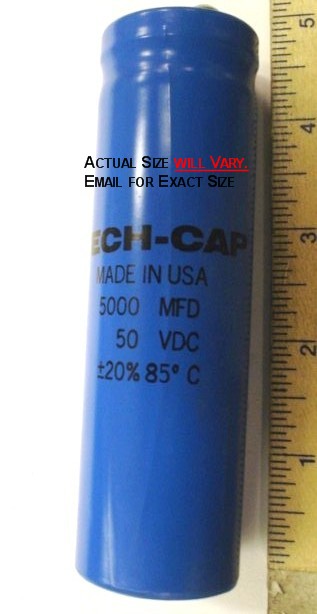 ACTUAL SIZE WILL VARY.
EMAIL FOR EXACT SIZE
ECH-CAP
MADE IN USA
5000 MFD
50 VDC
±20% 85° C
5
4
3
2
1